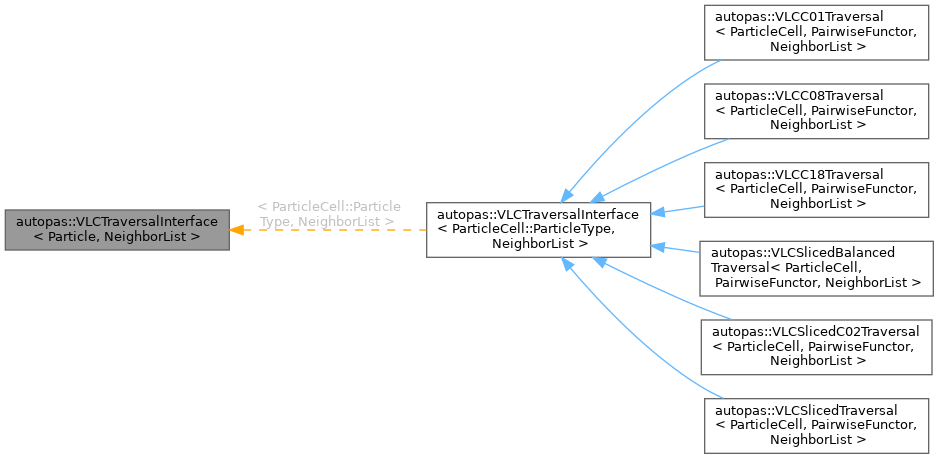 autopas::VLCC01Traversal
< ParticleCell, PairwiseFunctor,
NeighborList >
autopas::VLCC08Traversal
< ParticleCell, PairwiseFunctor,
NeighborList >
autopas::VLCC18Traversal
< ParticleCell, PairwiseFunctor,
NeighborList >
< ParticleCell::Particle
Type, NeighborList >
autopas::VLCTraversalInterface
< Particle, NeighborList >
autopas::VLCTraversalInterface
< ParticleCell::ParticleType,
NeighborList >
autopas::VLCSlicedBalanced
Traversal< ParticleCell,
PairwiseFunctor, NeighborList >
autopas::VLCSlicedC02Traversal
< ParticleCell, PairwiseFunctor,
NeighborList >
autopas::VLCSlicedTraversal
< ParticleCell, PairwiseFunctor,
NeighborList >